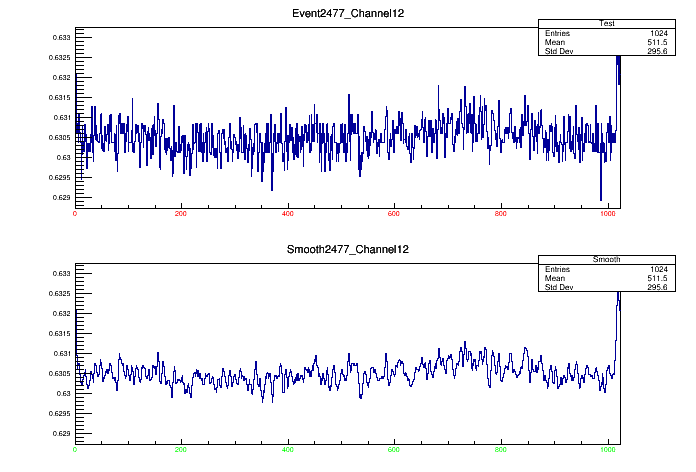 Event2477_Channel12
Test
Entries 1024
Mean 511.5
Std Dev 295.6
0.633
0.6325
0.632
0.6315
0.631
0.6305
0.63
0.6295
0.629
0 200 400 600 800 1000
Smooth2477_Channel12
Smooth
Entries 1024
Mean 511.5
Std Dev 295.6
0.633
0.6325
0.632
0.6315
0.631
0.6305
0.63
0.6295
0.629
0 200 400 600 800 1000